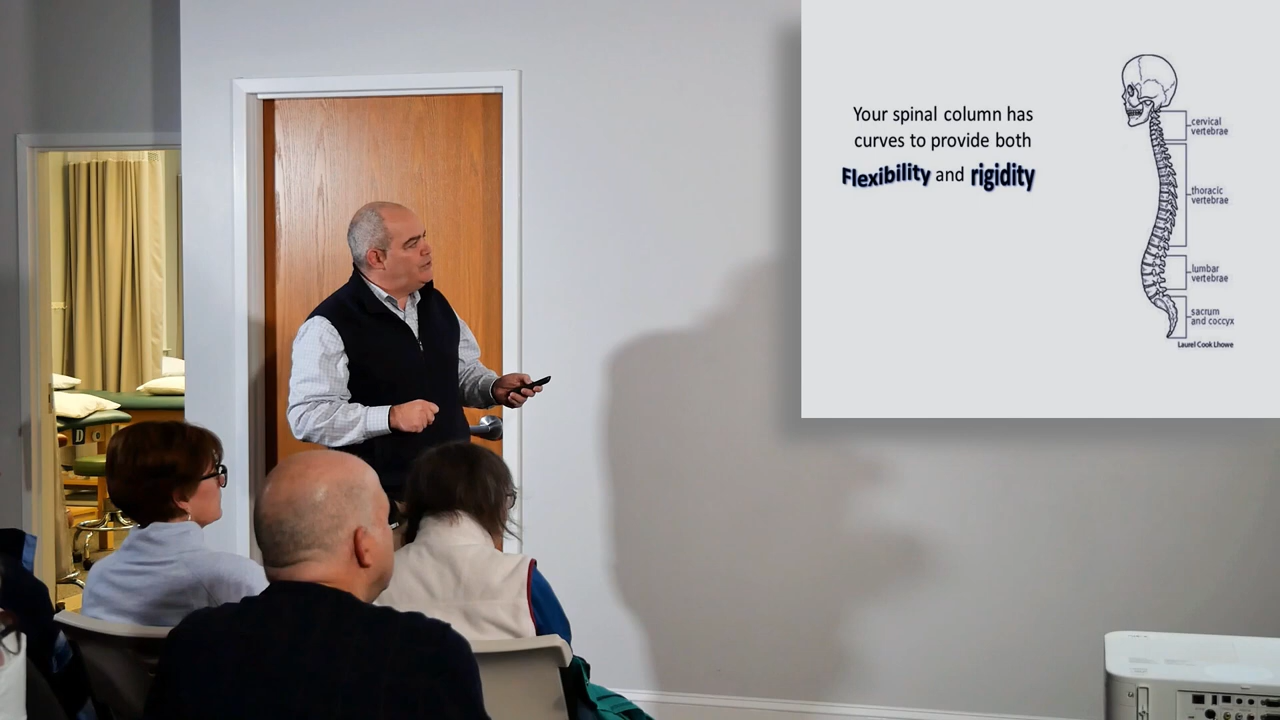 Your spinal column has
curves to provide both
Flexibility and rigidity
cervical
vertebrae
thoracic
vertebrae
lumbar
vertebrae
sacrum
and coccyx
Laurel Cook Lhowe
D